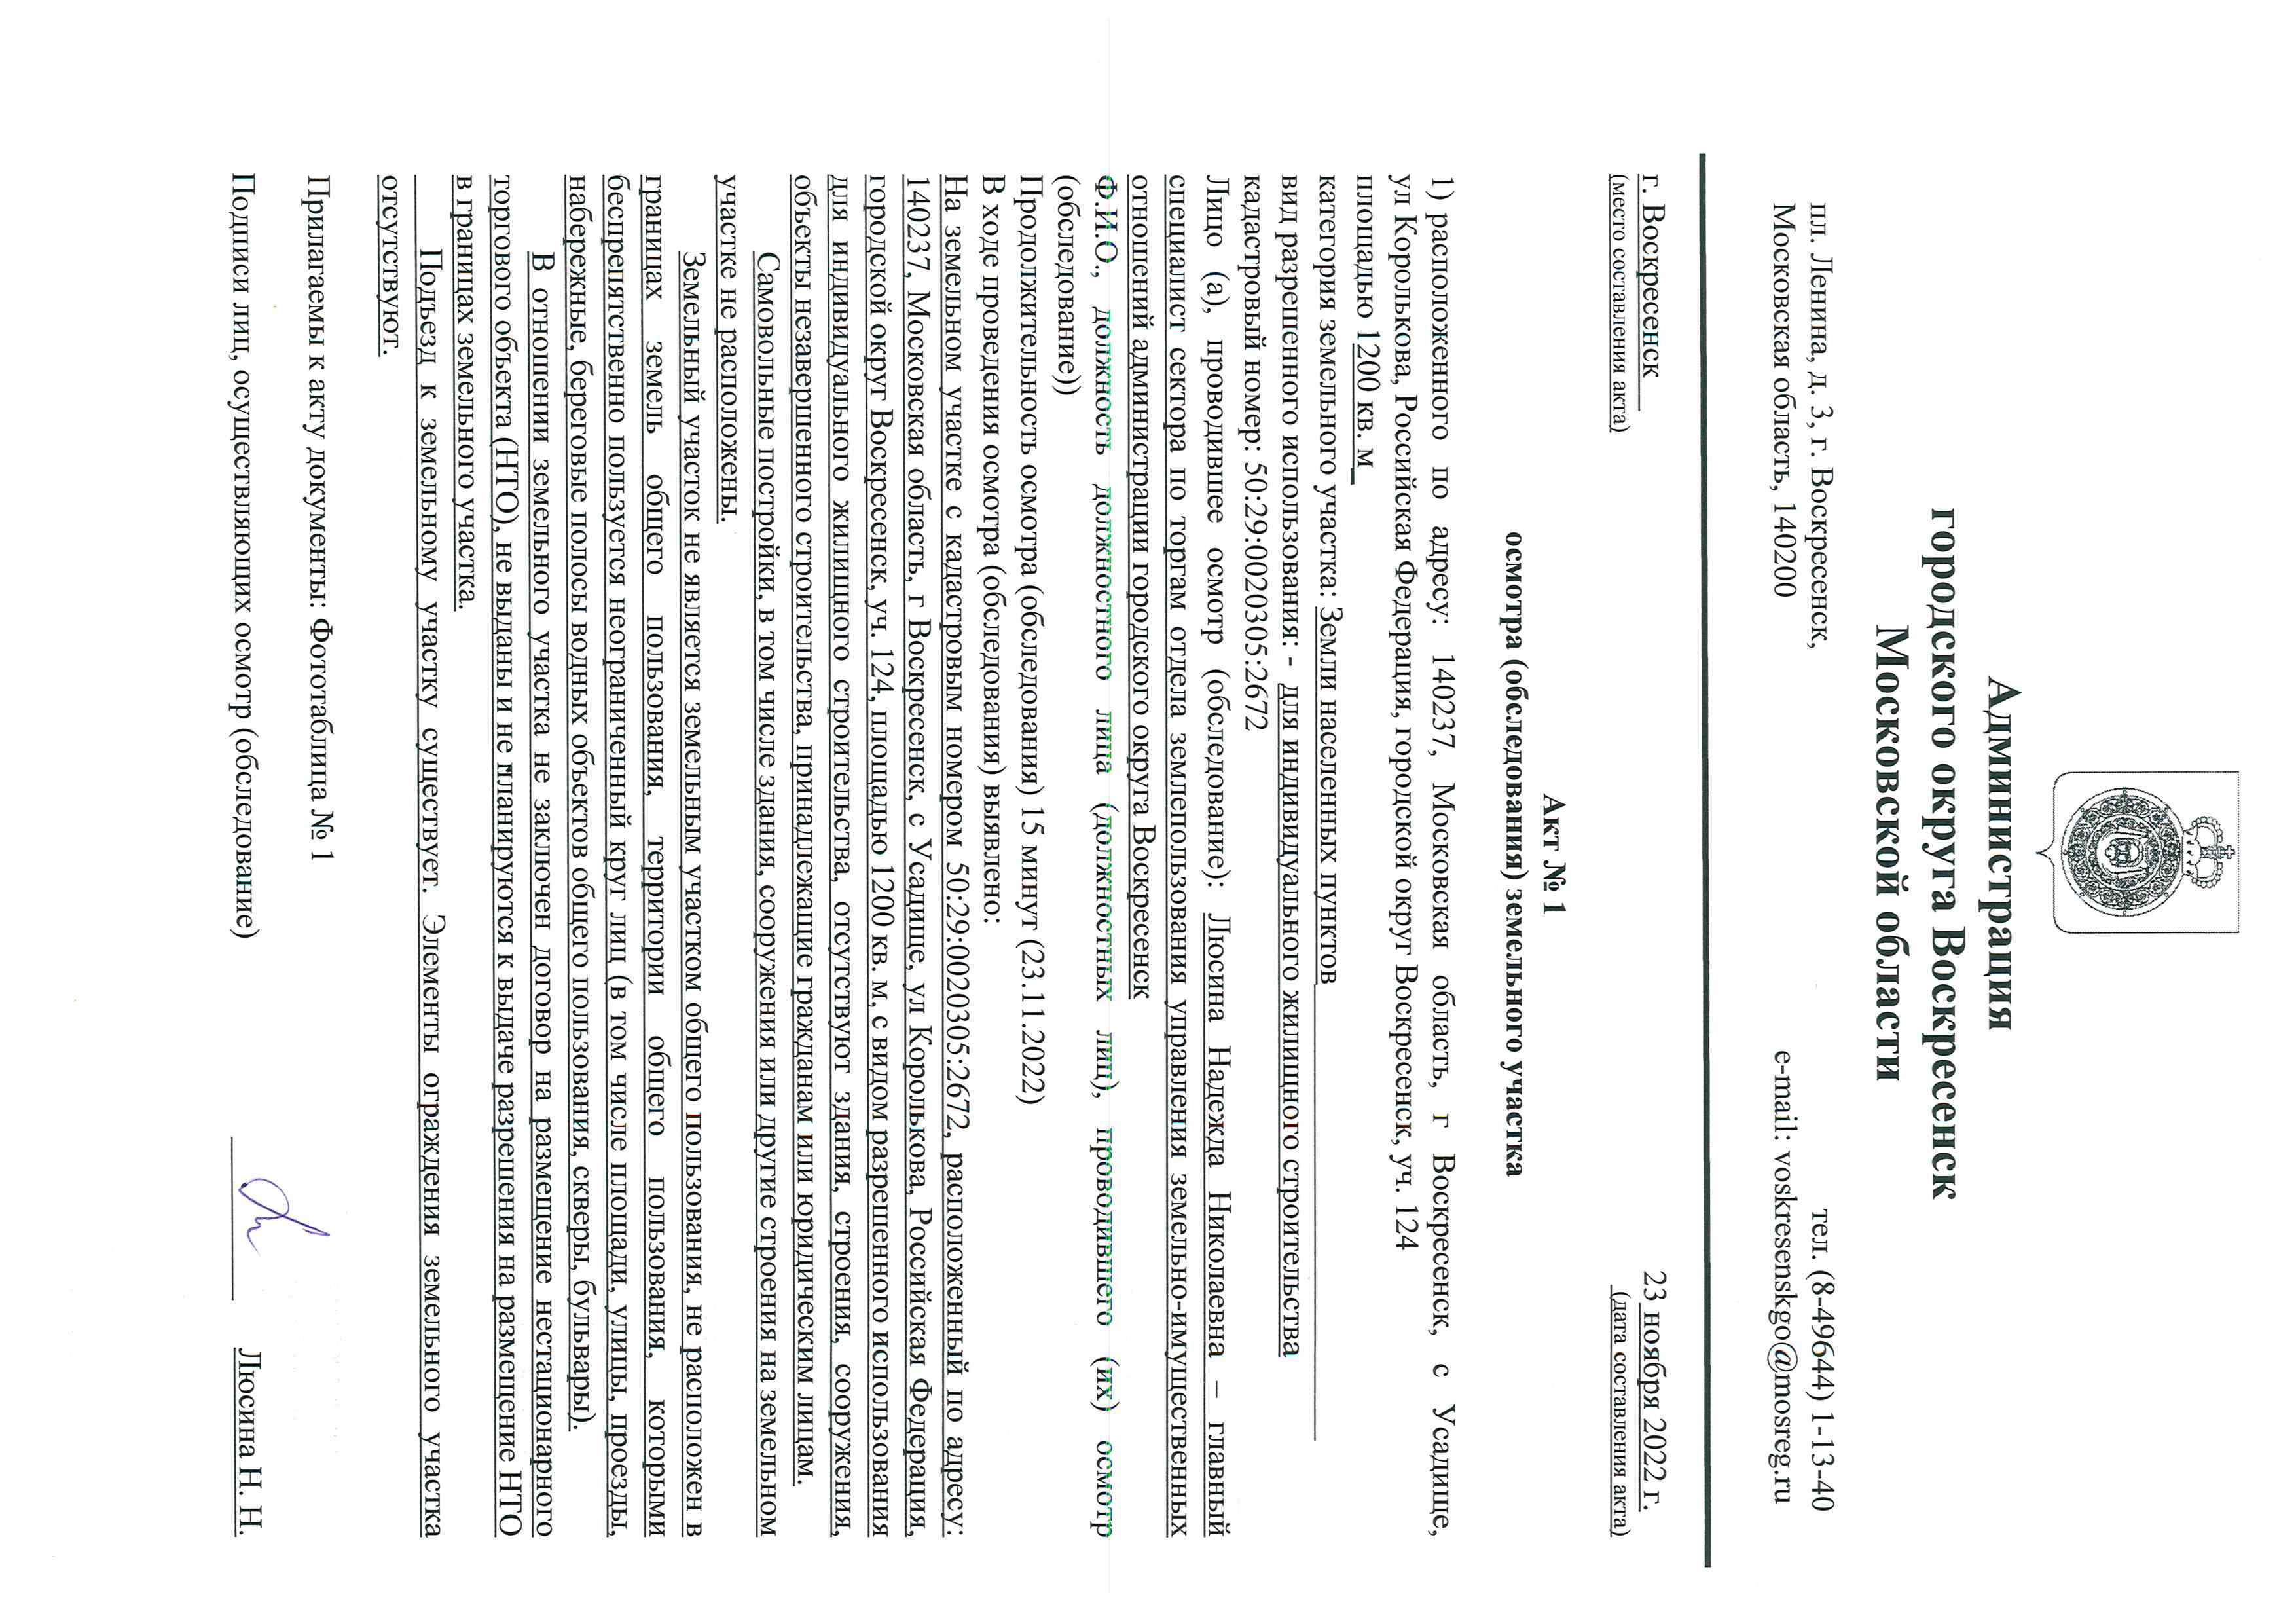 Администрация
городского округа Воскресенск
Московской области
пл. Ленина, д. 3, г. Воскресенск,
Московская область, 140200
тел. (8-49644) 1-13-40
e-mail: voskresenskgo@mosreg.ru
г. Воскресенск
(место составления акта)
23 ноября 2022 г.
(дата составления акта)
Акт № 1
осмотра (обследования) земельного участка
1) расположенного по адресу: 140237, Московская область, г Воскресенск, с Усадище,
ул Королькова, Российская Федерация, городской округ Воскресенск, уч. 124
площадью 1200 кв. м
категория земельного участка: Земли населенных пунктов
вид разрешенного использования: - для индивидуального жилищного строительства
кадастровый номер: 50:29:0020305:2672
Лицо (а), проводившее осмотр (обследование): Люсина Надежда Николаевна – главный
специалист сектора по торгам отдела землепользования управления земельно-имущественных
отношений администрации городского округа Воскресенск
Ф.И.О., должность должностного лица (должностных лиц), проводившего (их) осмотр
(обследование))
Продолжительность осмотра (обследования) 15 минут (23.11.2022)
В ходе проведения осмотра (обследования) выявлено:
На земельном участке с кадастровым номером 50:29:0020305:2672, расположенный по адресу:
140237, Московская область, г Воскресенск, с Усадище, ул Королькова, Российская Федерация,
городской округ Воскресенск, уч. 124, площадью 1200 кв. м, с видом разрешенного использования
для индивидуального жилищного строительства, отсутствуют здания, строения, сооружения,
объекты незавершенного строительства, принадлежащие гражданам или юридическим лицам.
Самовольные постройки, в том числе здания, сооружения или другие строения на земельном
участке не расположены.
Земельный участок не является земельным участком общего пользования, не расположен в
границах земель общего пользования, территории общего пользования, которыми
беспрепятственно пользуется неограниченный круг лиц (в том числе площади, улицы, проезды,
набережные, береговые полосы водных объектов общего пользования, скверы, бульвары).
В отношении земельного участка не заключен договор на размещение нестационарного
торгового объекта (НТО), не выданы и не планируются к выдаче разрешения на размещение НТО
в границах земельного участка.
Подъезд к земельному участку существует. Элементы ограждения земельного участка
отсутствуют.
Прилагаемы к акту документы: Фототаблица № 1
Подписи лиц, осуществляющих осмотр (обследование) Люсина Н. Н.